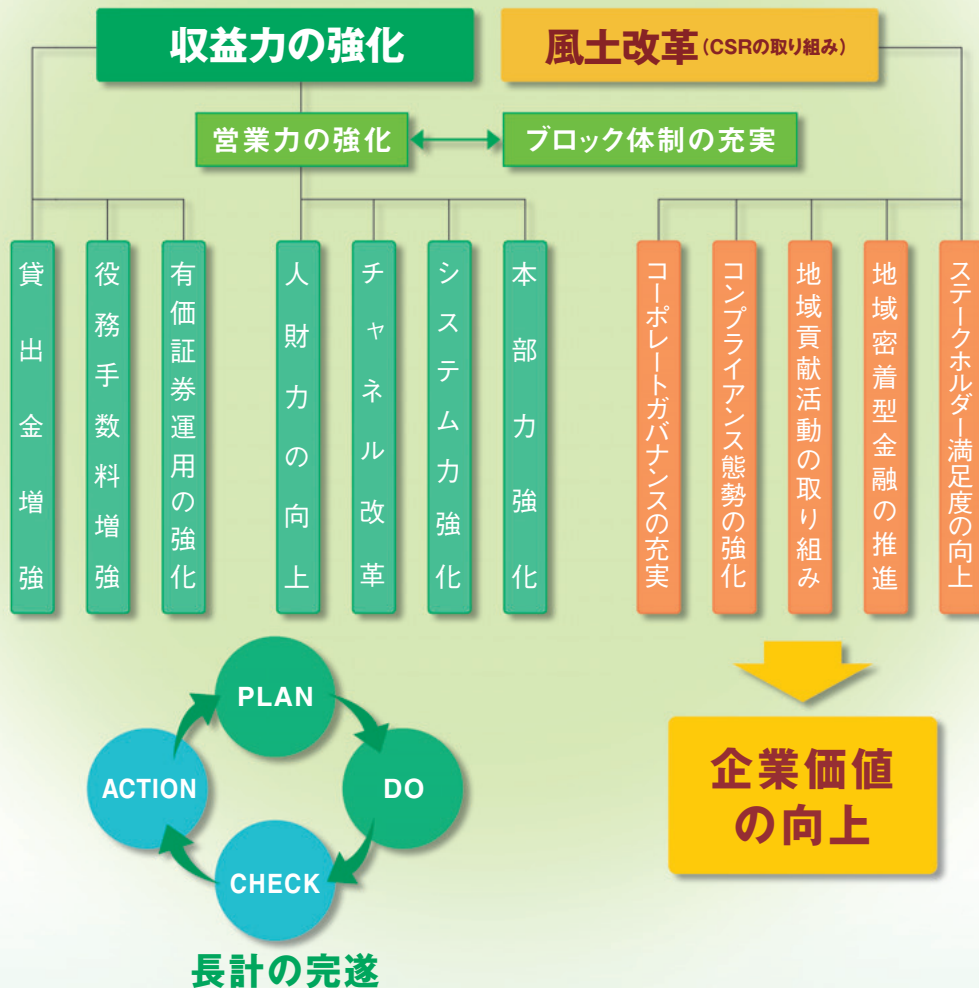 収益力の強化
風土改革(CSRの取り組み)
営業力の強化
ブロック体制の充実
貸出金増強
役務手数料増強
有価証券運用の強化
人財力の向上
チャネル改革
システム力強化
本部力強化
コーポレートガバナンスの充実
コンプライアンス態勢の強化
地域貢献活動の取り組み
地域密着型金融の推進
ステークホルダー満足度の向上
PLAN
ACTION
DO
CHECK
長計の完遂
企業価値
の向上